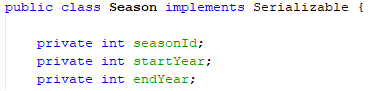 public class Season implements Serializable {
private int seasonId;
private int startYear;
private int endYear;